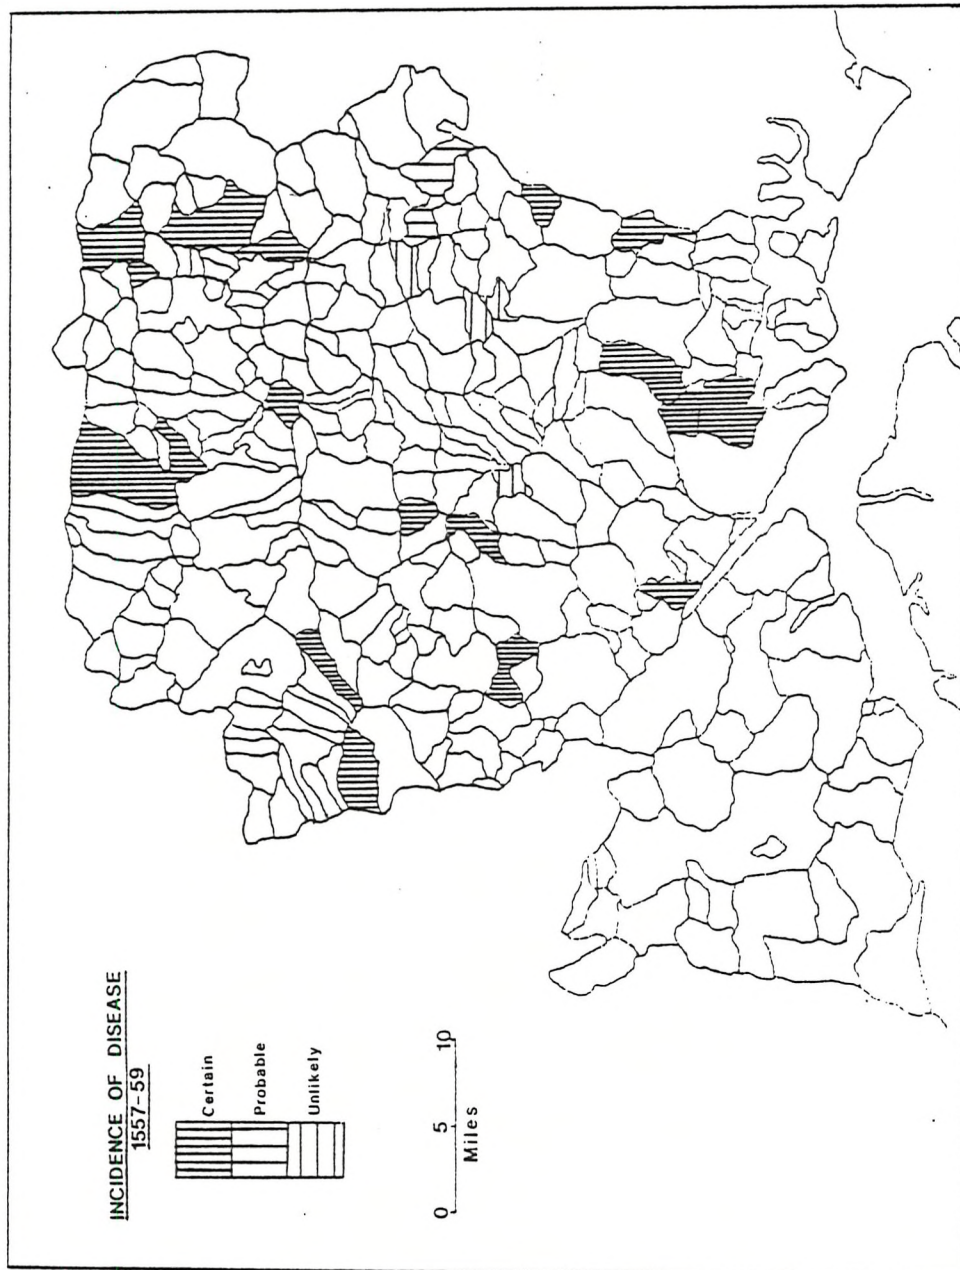 INCIDENCE OF DISEASE
1557-59
Certain
Probable
Unlikely
0 5 10
Miles